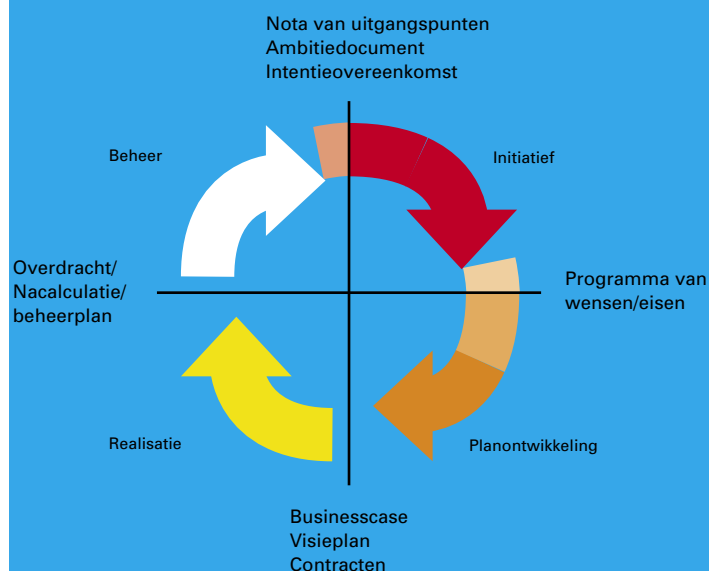 Nota van uitgangspunten
Ambitiedocument
Intentieovereenkomst
Beheer
Initiatief
Overdracht/
Nacalculatie/
beheerplan
Programma van
wensen/eisen
Realisatie
Planontwikkeling
Businesscase
Visieplan
Contracten